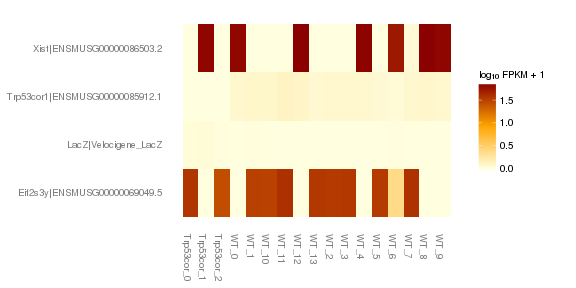 Xist|ENSMUSG00000086503.2
Trp53cor1|ENSMUSG00000085912.1
LacZ|Velocigene_LacZ
Eif2s3y|ENSMUSG00000069049.5
log10 FPKM + 1
1.5
1.0
0.5
0.0
Trp53cor_0
Trp53cor_1
Trp53cor_2
WT_0
WT_1
WT_10
WT_11
WT_12
WT_13
WT_2
WT_3
WT_4
WT_5
WT_6
WT_7
WT_8
WT_9